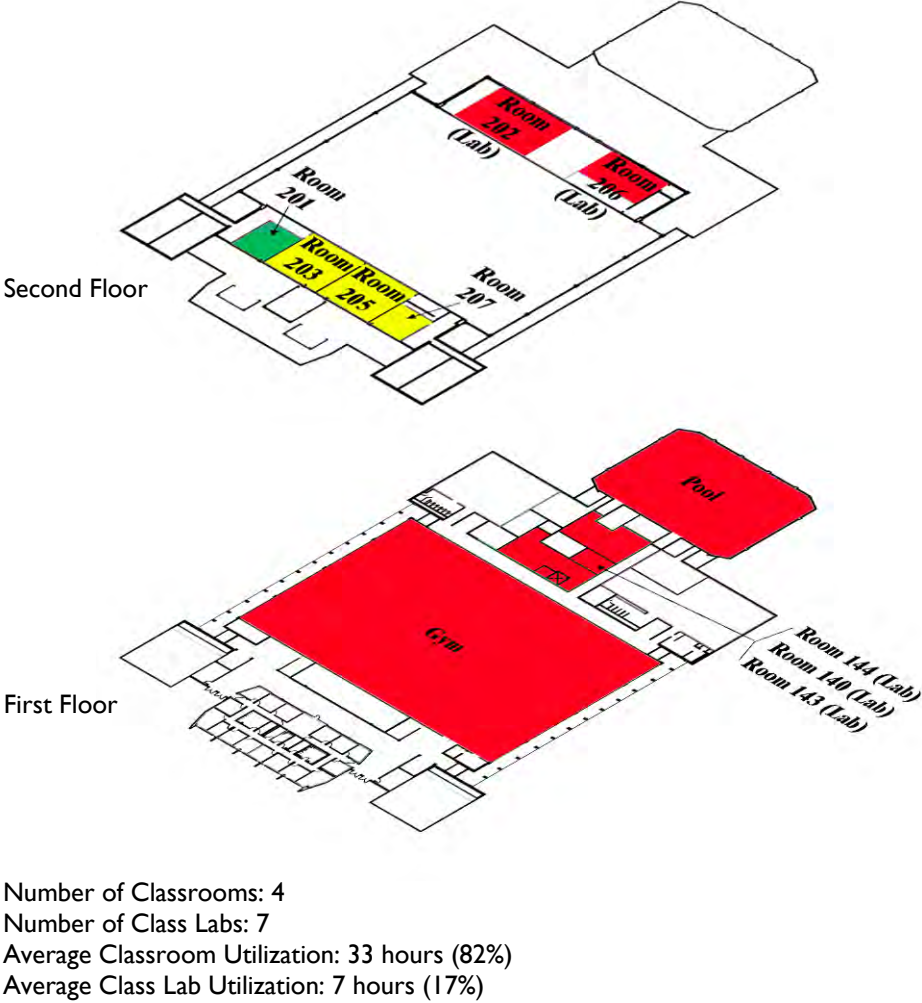 Room
202
(Lab)
Room
206
(Lab)
Room
201
Room
203
Room
205
Room
207
Second Floor
Pool
Gym
Room 144 (Lab)
Room 140 (Lab)
Room 143 (Lab)
First Floor
Number of Classrooms: 4
Number of Class Labs: 7
Average Classroom Utilization: 33 hours (82%)
Average Class Lab Utilization: 7 hours (17%)